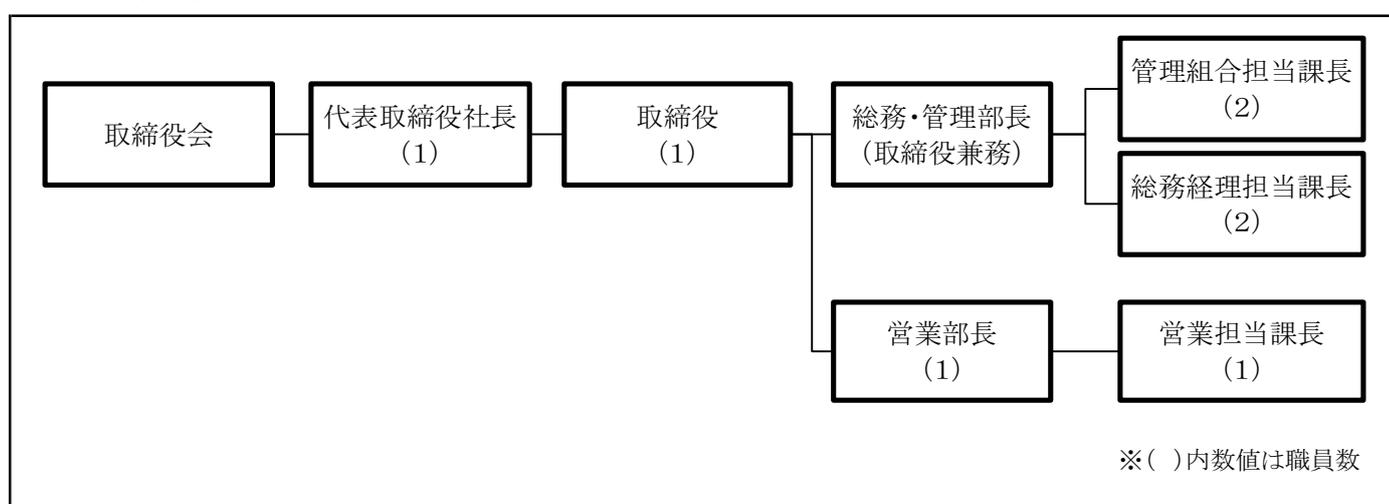 取締役会
代表取締役社長
(1)
取締役
(1)
総務・管理部長
(取締役兼務)
管理組合担当課長
(2)
総務経理担当課長
(2)
営業部長
(1)
営業担当課長
(1)
※( )内数値は職員数